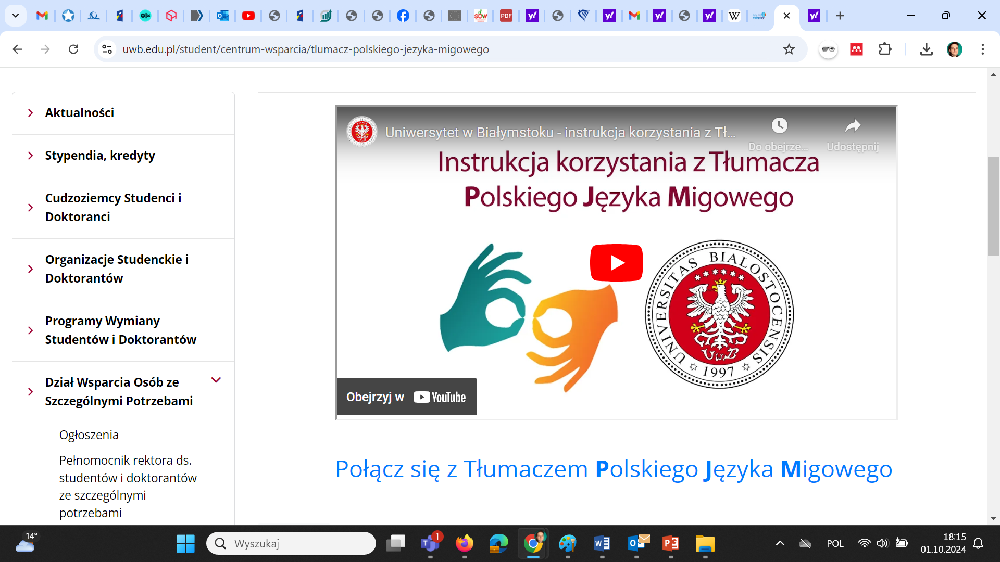 uwb.edu.pl/student/centrum-wsparcia/tlumacz-polskiego-jezyka-migowego
Aktualności
Stypendia, kredyty
Cudzoziemcy Studenci i
Doktoranci
Organizacje Studenckie i
Doktorantów
Programy Wymiany
Studentów i Doktorantów
Dział Wsparcia Osób ze
Szczególnymi Potrzebami
Ogłoszenia
Pełnomocnik rektora ds.
studentów i doktorantów
ze szczególnymi
potrzebami
Uniwersytet w Białymstoku - instrukcja korzystania z Tł...
Do obejrze...
Udostępnij
Instrukcja korzystania z Tłumacza
Polskiego Języka Migowego
UNIVERSITAS BIALOSTOCENSIS
UwB
1997
Obejrzyj w YouTube
Połącz się z Tłumaczem Polskiego Języka Migowego
14°
Wyszukaj
1
POL
18:15
01.10.2024